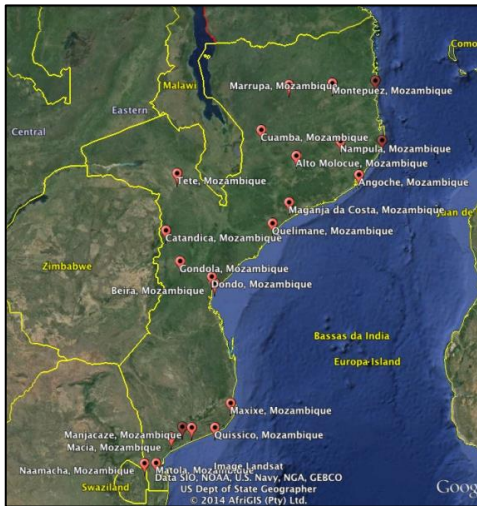 Como
Malawi
Marrupa, Mozambique
Montepuez, Mozambique
Eastern
Central
Cuamba, Mozambique
Nampula, Mozambique
Alto Molocue, Mozambique
Tete, Mozambique
Angoche, Mozambique
Maganja da Costa, Mozambique
Juan de
Quelimane, Mozambique
Catandica, Mozambique
Zimbabwe
Gondola, Mozambique
Beira, Mozambique
Dondo, Mozambique
Bassas da India
Europa Island
Maxixe, Mozambique
Manjacaze, Mozambique
Quissico, Mozambique
Macia, Mozambique
Naamacha, Mozambique
Matola, Mozambique
Image Landsat
Data SIO, NOAA, U.S. Navy, NGA, GEBCO
Swaziland
US Dept of State Geographer
© 2014 AfriGIS (Pty) Ltd.
Goog